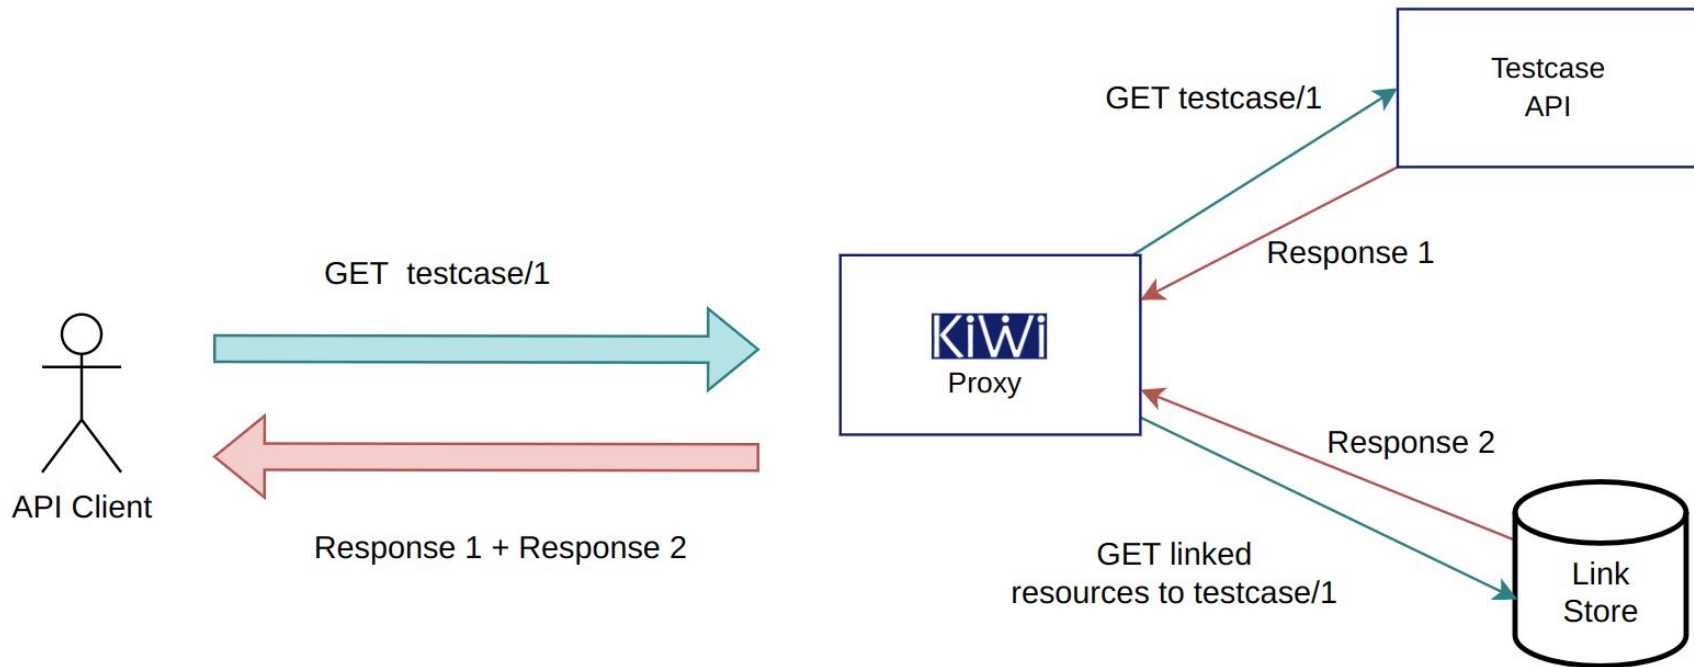 Testcase
API
GET testcase/1
Response 1
GET  testcase/1
KiWi
Proxy
API Client
Response 1 + Response 2
Response 2
GET linked
resources to testcase/1
Link
Store